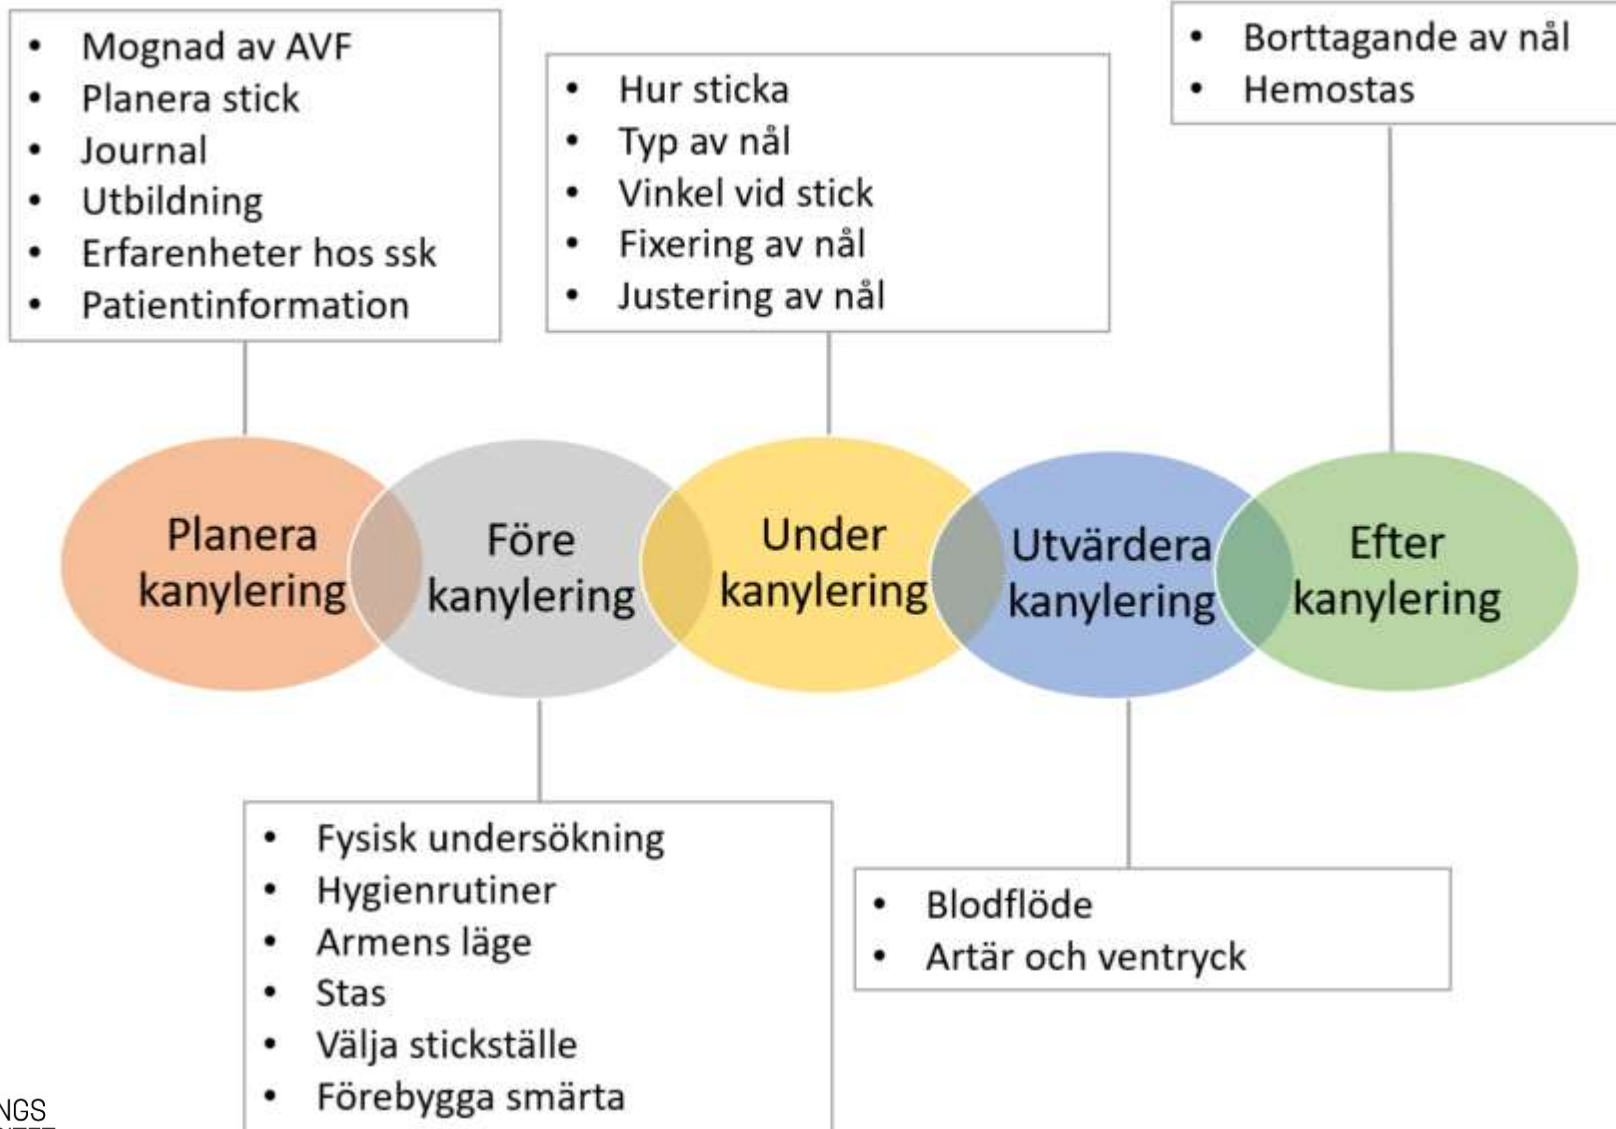 • Mognad av AVF
• Planera stick
• Journal
• Utbildning
• Erfarenheter hos ssk
• Patientinformation
• Hur sticka
• Typ av nål
• Vinkel vid stick
• Fixering av nål
• Justering av nål
• Borttagande av nål
• Hemostas
Planera
kanylering
Före
kanylering
Under
kanylering
Utvärdera
kanylering
Efter
kanylering
• Fysisk undersökning
• Hygienrutiner
• Armens läge
• Stas
• Välja stickställe
• Förebygga smärta
• Blodflöde
• Artär och ventryck
NGS